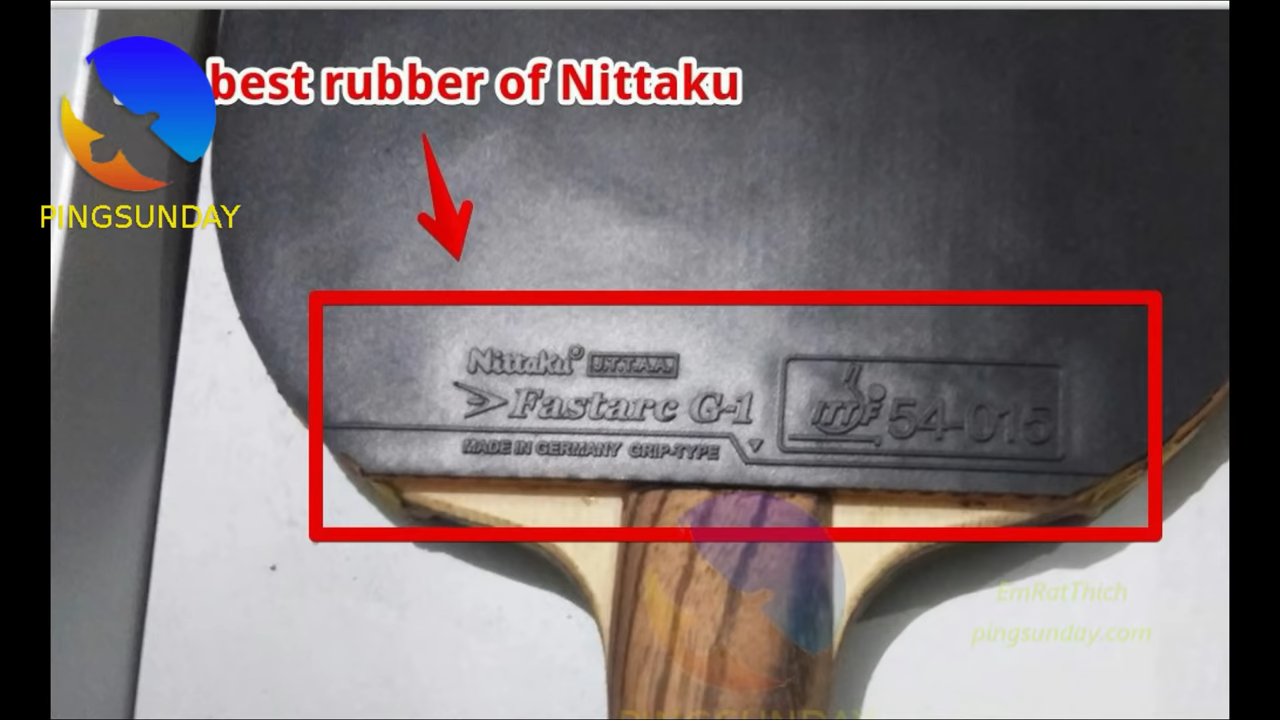 best rubber of Nittaku
PINGSUNDAY
Nittaku® J.T.T.A.A.
Fastarc G-1
ITTF 54-015
MADE IN GERMANY GRIP-TYPE
EmRatThich
pingsunday.com
PINGSUNDAY